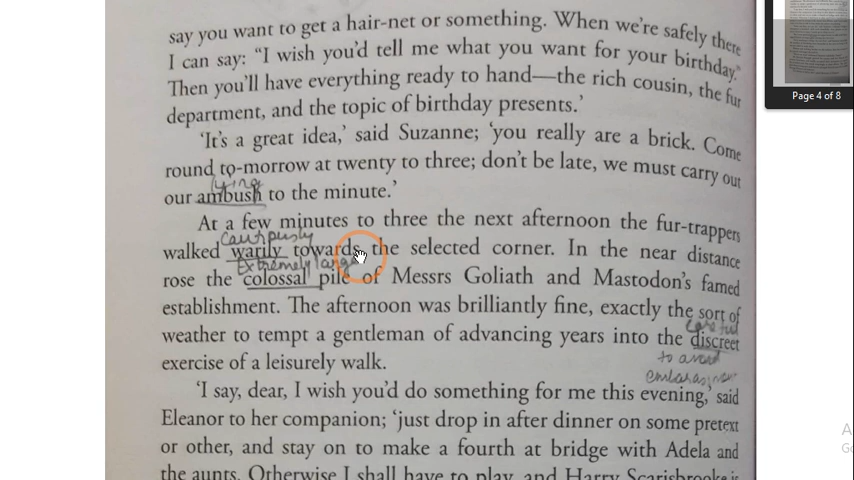 say you want to get a hair-net or something. When we're safely there
I can say: "I wish you'd tell me what you want for your birthday."
Then you'll have everything ready to hand—the rich cousin, the fur
department, and the topic of birthday presents.'
'It's a great idea,' said Suzanne; 'you really are a brick. Come
round to-morrow at twenty to three; don't be late, we must carry out
lying
our ambush to the minute.'
At a few minutes to three the next afternoon the fur-trappers
walked warily towards the selected corner. In the near distance
Extremely large
rose the colossal pile of Messrs Goliath and Mastodon's famed
establishment. The afternoon was brilliantly fine, exactly the sort of
careful
weather to tempt a gentleman of advancing years into the discreet
to avoid
exercise of a leisurely walk.
'I say, dear, I wish you'd do something for me this evening,' said
Eleanor to her companion; 'just drop in after dinner on some pretext
or other, and stay on to make a fourth at bridge with Adela and
the aunts. Otherwise I shall have to play, and Harry Scarisbrooke is
Page 4 of 8